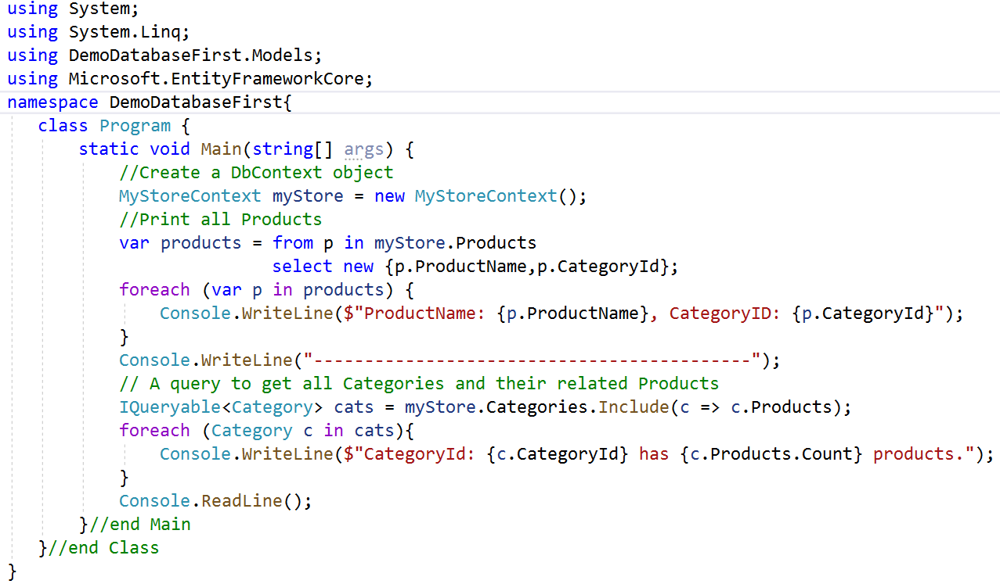 using System;
using System.Linq;
using DemoDatabaseFirst.Models;
using Microsoft.EntityFrameworkCore;
namespace DemoDatabaseFirst{
class Program {
static void Main(string[] args) {
//Create a DbContext object
MyStoreContext myStore = new MyStoreContext();
//Print all Products
var products = from p in myStore.Products
select new {p.ProductName,p.CategoryId};
foreach (var p in products) {
Console.WriteLine($"ProductName: {p.ProductName}, CategoryID: {p.CategoryId}");
}
Console.WriteLine("-------------------------------------------");
// A query to get all Categories and their related Products
IQueryable<Category> cats = myStore.Categories.Include(c => c.Products);
foreach (Category c in cats){
Console.WriteLine($"CategoryId: {c.CategoryId} has {c.Products.Count} products.");
}
Console.ReadLine();
}//end Main
}//end Class
}